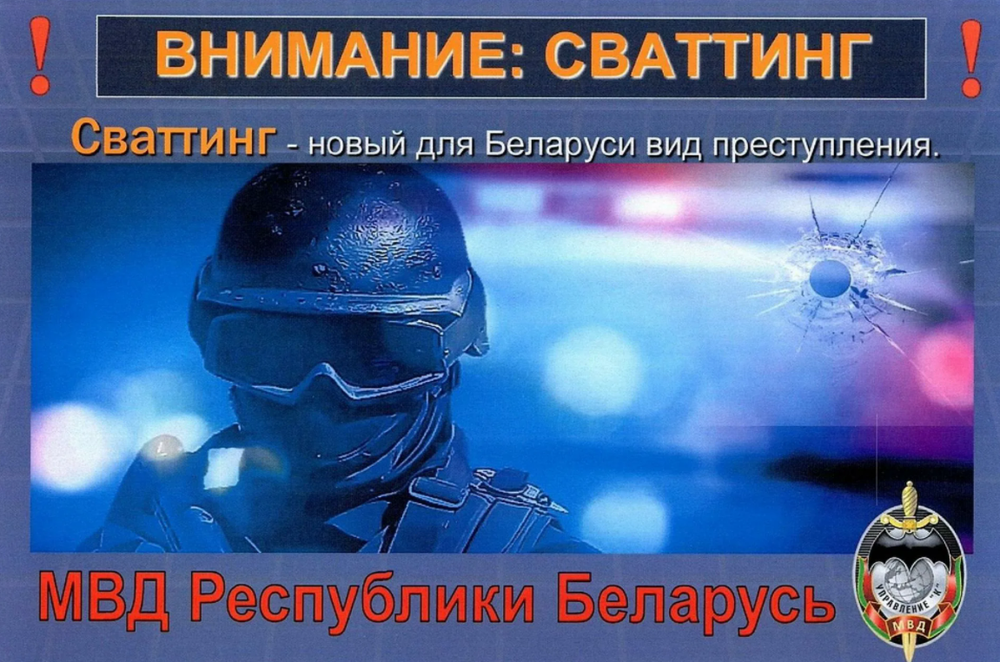 ! ВНИМАНИЕ: СВАТТИНГ !
Сваттинг - новый для Беларуси вид преступления.
МВД Республики Беларусь
УПРАВЛЕНИЕ "К"
МВД